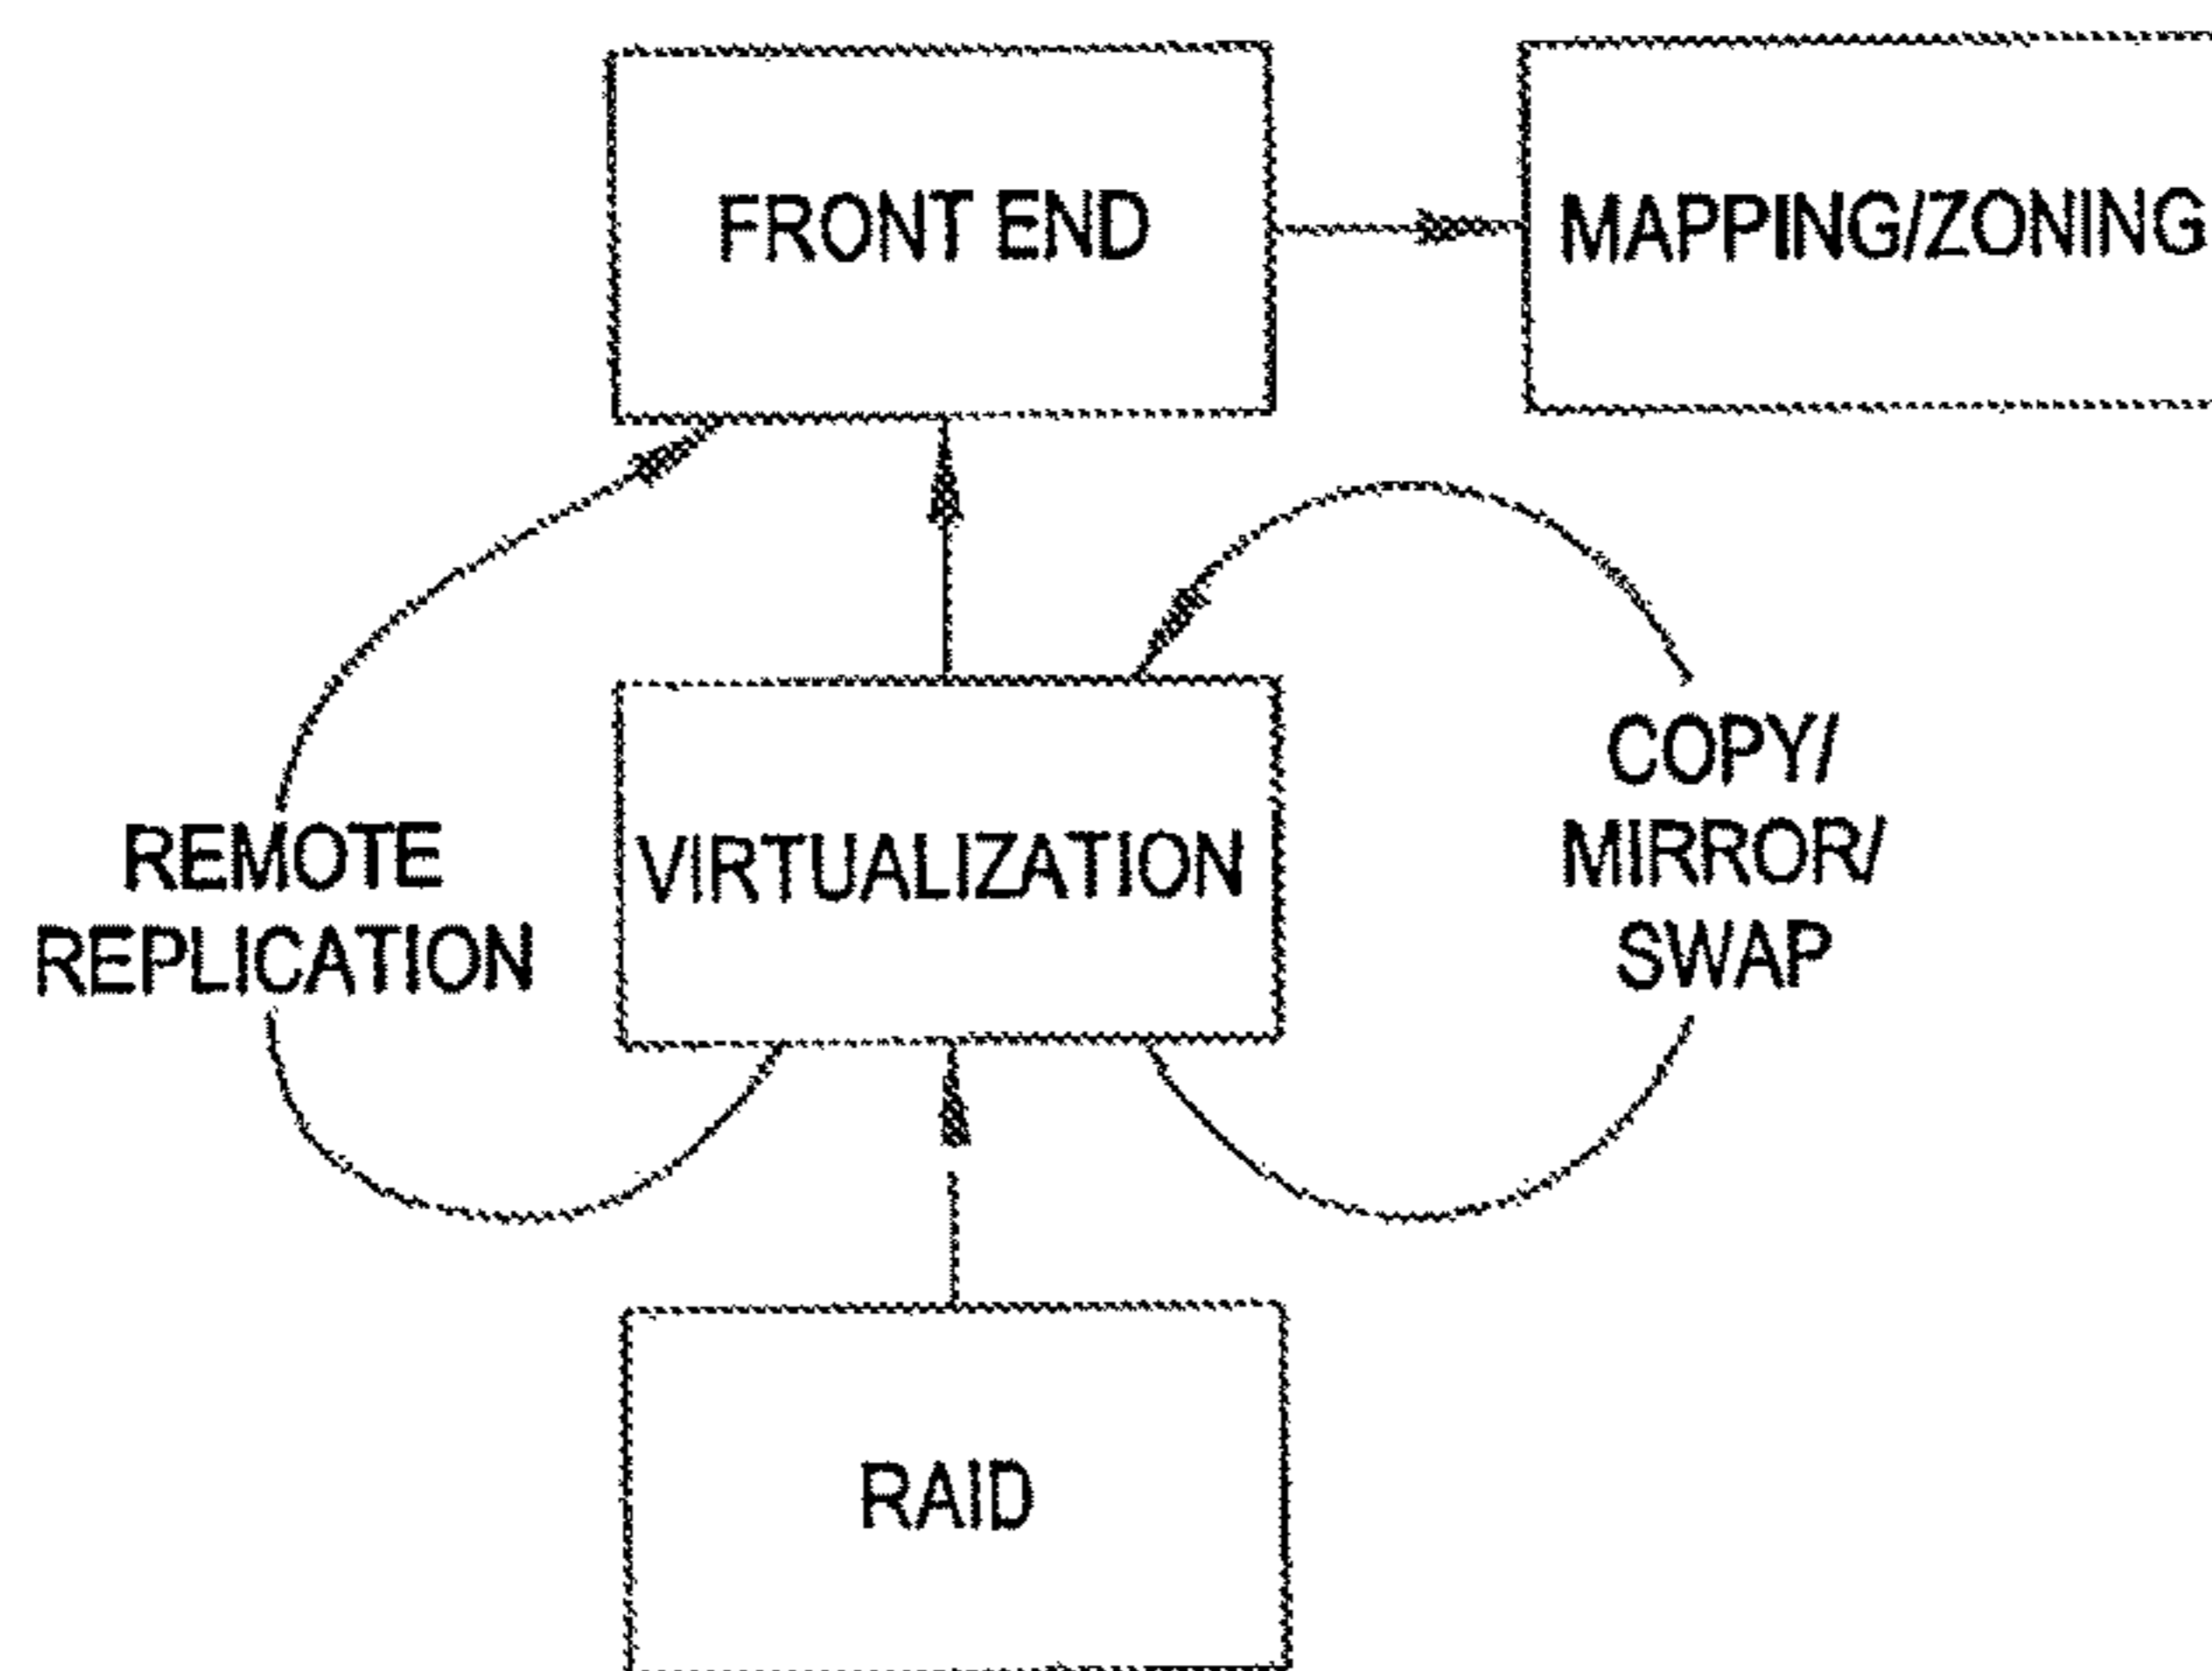 FRONT END
MAPPING/ZONING
REMOTE
REPLICATION
VIRTUALIZATION
COPY/
MIRROR/
SWAP
RAID